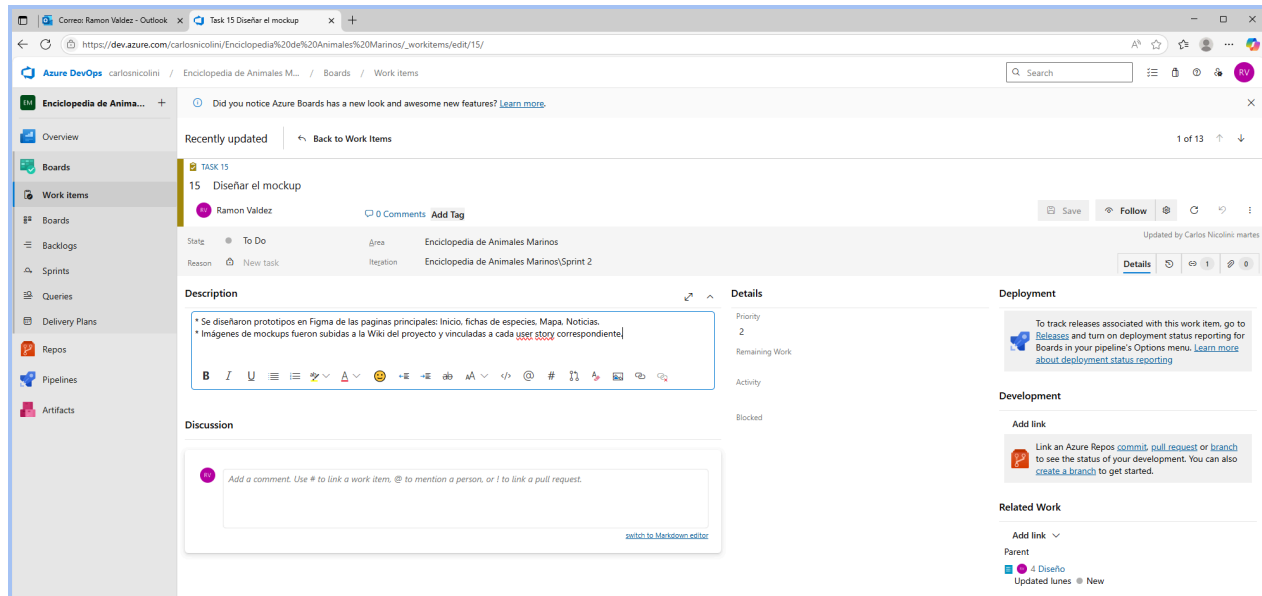 Correo: Ramon Valdez - Outlook
Task 15 Diseñar el mockup
https://dev.azure.com/carlosnicolini/Enciclopedia%20de%20Animales%20Marinos/_workitems/edit/15/
Azure DevOps carlosnicolini / Enciclopedia de Animales M... / Boards / Work items
Search
RV
EM Enciclopedia de Anima... +
Did you notice Azure Boards has a new look and awesome new features? Learn more.
Overview
Boards
Work items
Boards
Backlogs
Sprints
Queries
Delivery Plans
Repos
Pipelines
Artifacts
Recently updated
Back to Work Items
1 of 13
TASK 15
15 Diseñar el mockup
RV Ramon Valdez
0 Comments Add Tag
Save
Follow
State To Do
Area Enciclopedia de Animales Marinos
Updated by Carlos Nicolini: martes
Reason New task
Iteration Enciclopedia de Animales Marinos\Sprint 2
Details
1
0
Description
* Se diseñaron prototipos en Figma de las paginas principales: Inicio, fichas de especies, Mapa, Noticias.
* Imágenes de mockups fueron subidas a la Wiki del proyecto y vinculadas a cada user story correspondiente.
B I U
Discussion
RV
Add a comment. Use # to link a work item, @ to mention a person, or ! to link a pull request.
switch to Markdown editor
Details
Priority
2
Remaining Work
Activity
Blocked
Deployment
To track releases associated with this work item, go to
Releases and turn on deployment status reporting for
Boards in your pipeline's Options menu. Learn more
about deployment status reporting
Development
Add link
Link an Azure Repos commit, pull request or branch
to see the status of your development. You can also
create a branch to get started.
Related Work
Add link
Parent
4 Diseño
Updated lunes New